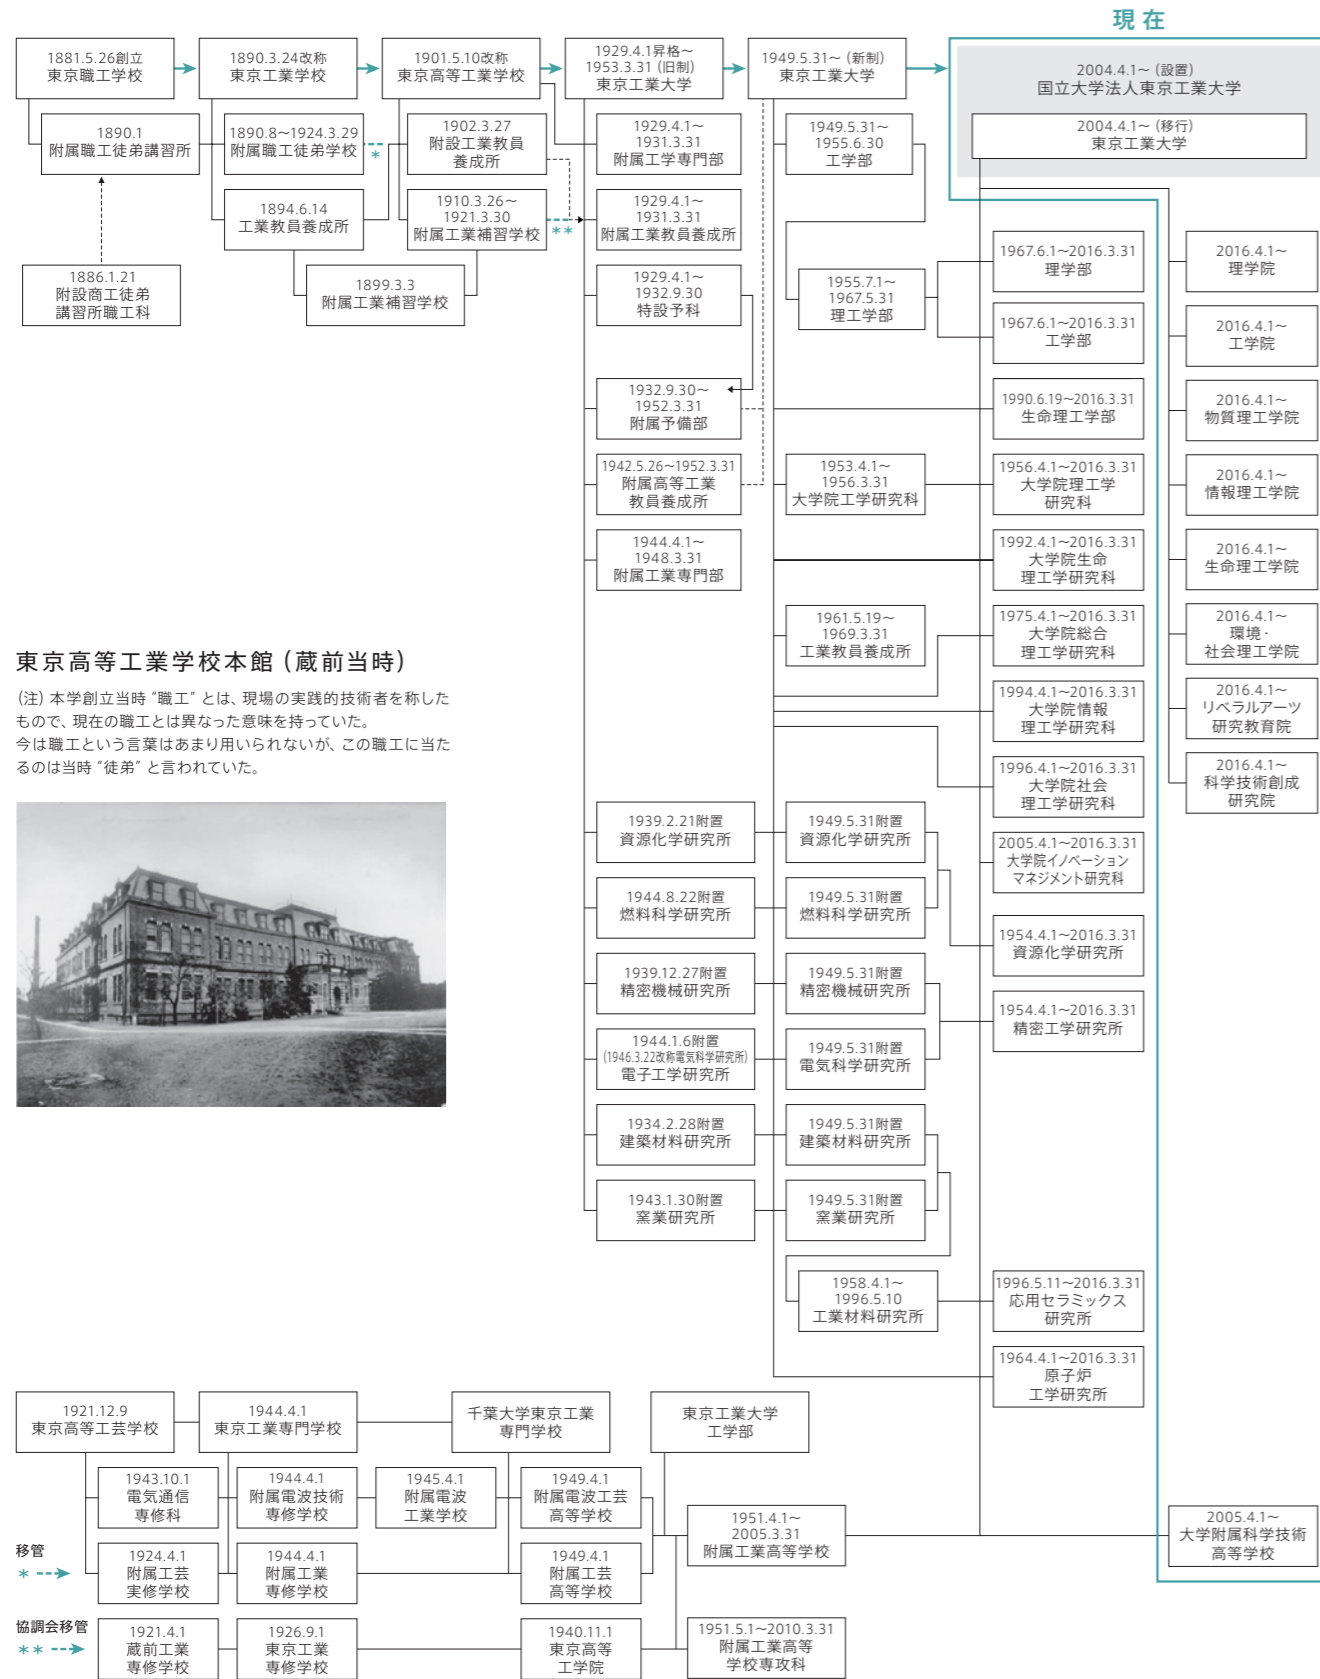 現在
1881.5.26創立
東京職工学校
1890.3.24改称
東京工業学校
1901.5.10改称
東京高等工業学校
1929.4.1昇格～
1953.3.31 (旧制)
東京工業大学
1949.5.31～ (新制)
東京工業大学
2004.4.1～ (設置)
国立大学法人東京工業大学
2004.4.1～ (移行)
東京工業大学
1890.1
附属職工徒弟講習所
1890.8～1924.3.29
附属職工徒弟学校
*
1902.3.27
附設工業教員
養成所
1929.4.1～
1931.3.31
附属工学専門部
1949.5.31～
1955.6.30
工学部
1894.6.14
工業教員養成所
1910.3.26～
1921.3.30
附属工業補習学校
**
1929.4.1～
1931.3.31
附属工業教員養成所
1886.1.21
附設商工徒弟
講習所職工科
1899.3.3
附属工業補習学校
1929.4.1～
1932.9.30
特設予科
1955.7.1～
1967.5.31
理工学部
1967.6.1～2016.3.31
理学部
1967.6.1～2016.3.31
工学部
2016.4.1～
理学院
2016.4.1～
工学院
1932.9.30～
1952.3.31
附属予備部
1990.6.19～2016.3.31
生命理工学部
2016.4.1～
物質理工学院
1942.5.26～1952.3.31
附属高等工業
教員養成所
1953.4.1～
1956.3.31
大学院工学研究科
1956.4.1～2016.3.31
大学院理工学
研究科
2016.4.1～
情報理工学院
1944.4.1～
1948.3.31
附属工業専門部
1992.4.1～2016.3.31
大学院生命
理工学研究科
2016.4.1～
生命理工学院
1961.5.19～
1969.3.31
工業教員養成所
1975.4.1～2016.3.31
大学院総合
理工学研究科
2016.4.1～
環境・
社会理工学院
1994.4.1～2016.3.31
大学院情報
理工学研究科
2016.4.1～
リベラルアーツ
研究教育院
1996.4.1～2016.3.31
大学院社会
理工学研究科
2016.4.1～
科学技術創成
研究院
東京高等工業学校本館 (蔵前当時)
(注) 本学創立当時 “職工” とは、現場の実践的技術者を称した
もので、現在の職工とは異なった意味を持っていた。
今は職工という言葉はあまり用いられないが、この職工に当た
るのは当時 “徒弟” と言われていた。
1939.2.21附置
資源化学研究所
1949.5.31附置
資源化学研究所
2005.4.1～2016.3.31
大学院イノベーション
マネジメント研究科
1944.8.22附置
燃料科学研究所
1949.5.31附置
燃料科学研究所
1954.4.1～2016.3.31
資源化学研究所
1939.12.27附置
精密機械研究所
1949.5.31附置
精密機械研究所
1954.4.1～2016.3.31
精密工学研究所
1944.1.6附置
(1946.3.22改称電気科学研究所)
電子工学研究所
1949.5.31附置
電気科学研究所
1934.2.28附置
建築材料研究所
1949.5.31附置
建築材料研究所
1943.1.30附置
窯業研究所
1949.5.31附置
窯業研究所
1958.4.1～
1996.5.10
工業材料研究所
1996.5.11～2016.3.31
応用セラミックス
研究所
1964.4.1～2016.3.31
原子炉
工学研究所
1921.12.9
東京高等工芸学校
1944.4.1
東京工業専門学校
千葉大学東京工業
専門学校
東京工業大学
工学部
1943.10.1
電気通信
専修科
1944.4.1
附属電波技術
専修学校
1945.4.1
附属電波
工業学校
1949.4.1
附属電波工芸
高等学校
1951.4.1～
2005.3.31
附属工業高等学校
2005.4.1～
大学附属科学技術
高等学校
移管
*
1924.4.1
附属工芸
実修学校
1944.4.1
附属工業
専修学校
1949.4.1
附属工芸
高等学校
協調会移管
**
1921.4.1
蔵前工業
専修学校
1926.9.1
東京工業
専修学校
1940.11.1
東京高等
工学院
1951.5.1～2010.3.31
附属工業高等
学校専攻科